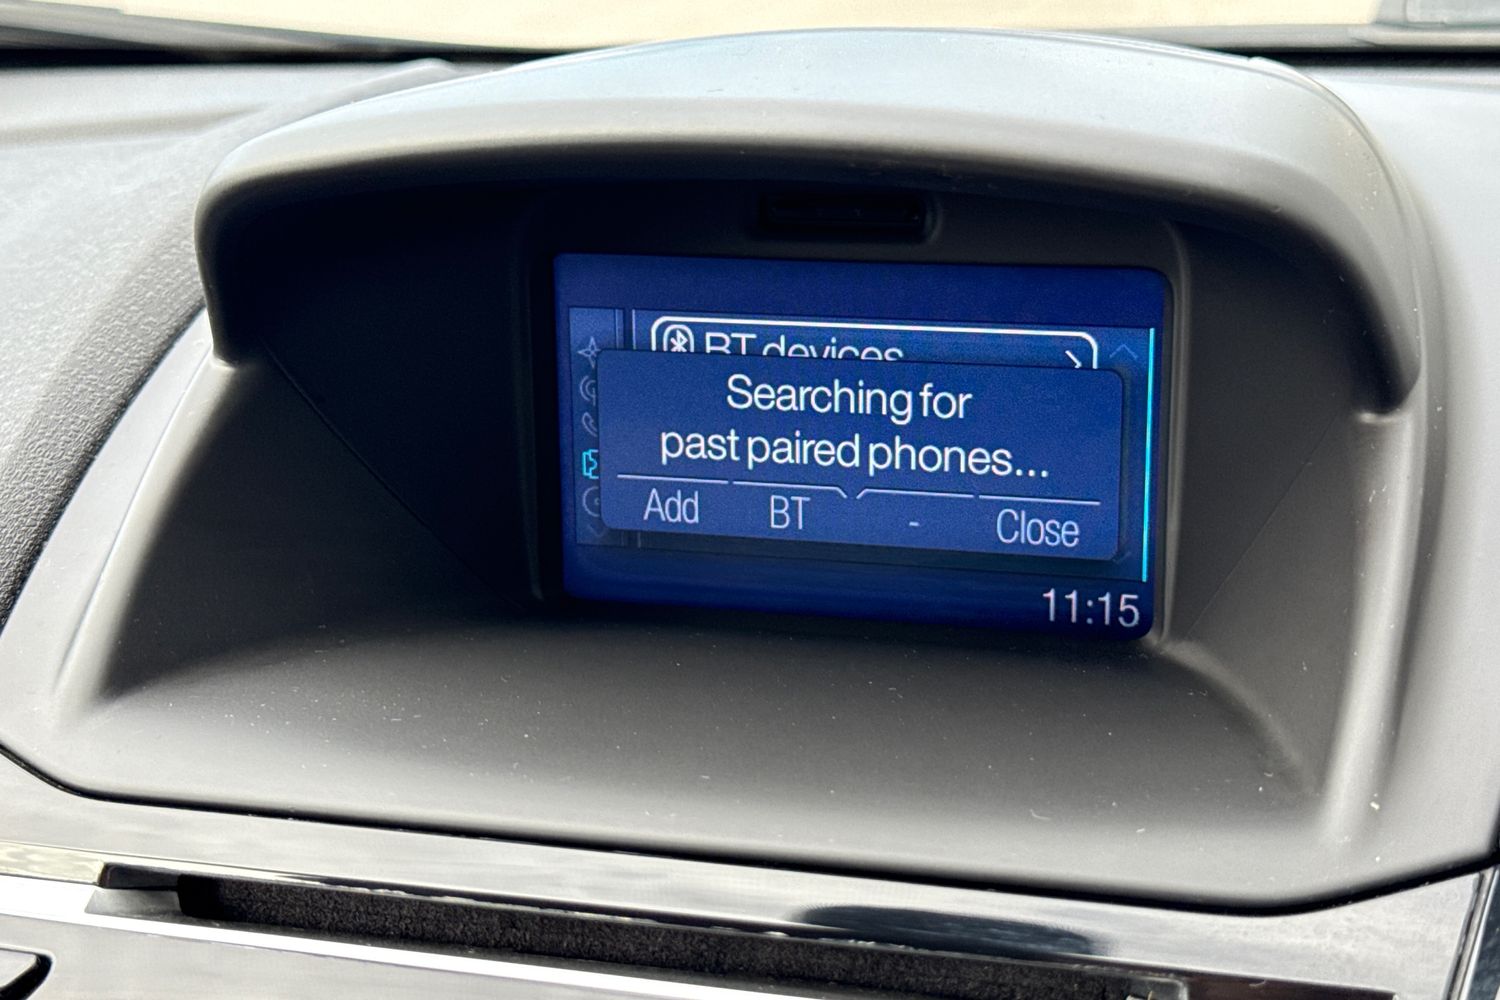 BT devices
Searching for
past paired phones...
Add BT - Close
11:15